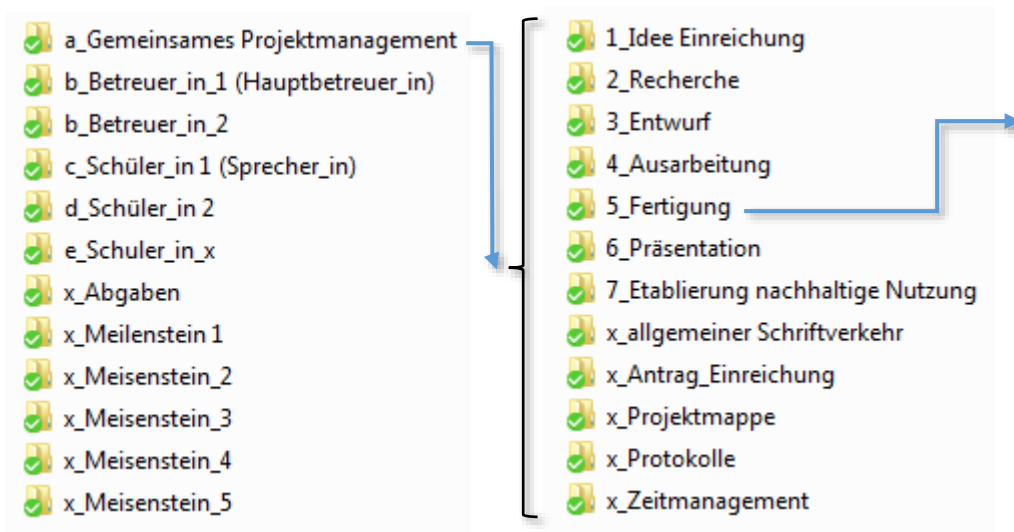 a_Gemeinsames Projektmanagement
b_Betreuer_in_1 (Hauptbetreuer_in)
b_Betreuer_in_2
c_Schüler_in 1 (Sprecher_in)
d_Schüler_in 2
e_Schuler_in_x
x_Abgaben
x_Meilenstein 1
x_Meisenstein_2
x_Meisenstein_3
x_Meisenstein_4
x_Meisenstein_5
1_Idee Einreichung
2_Recherche
3_Entwurf
4_Ausarbeitung
5_Fertigung
6_Präsentation
7_Etablierung nachhaltige Nutzung
x_allgemeiner Schriftverkehr
x_Antrag_Einreichung
x_Projektmappe
x_Protokolle
x_Zeitmanagement